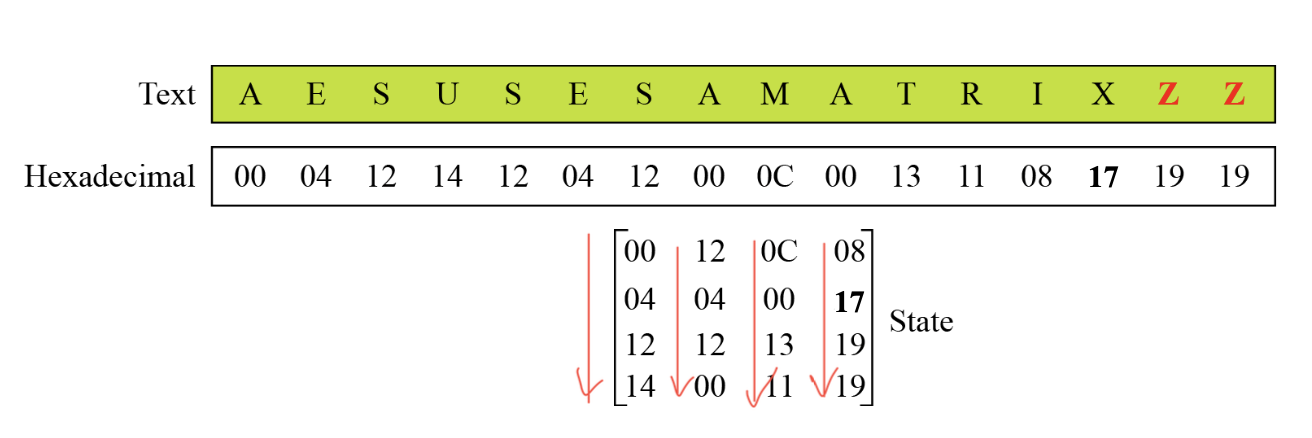 Text A E S U S E S A M A T R I X Z Z
Hexadecimal 00 04 12 14 12 04 12 00 0C 00 13 11 08 17 19 19
00 12 0C 08
04 04 00 17
State
12 12 13 19
14 00 11 19